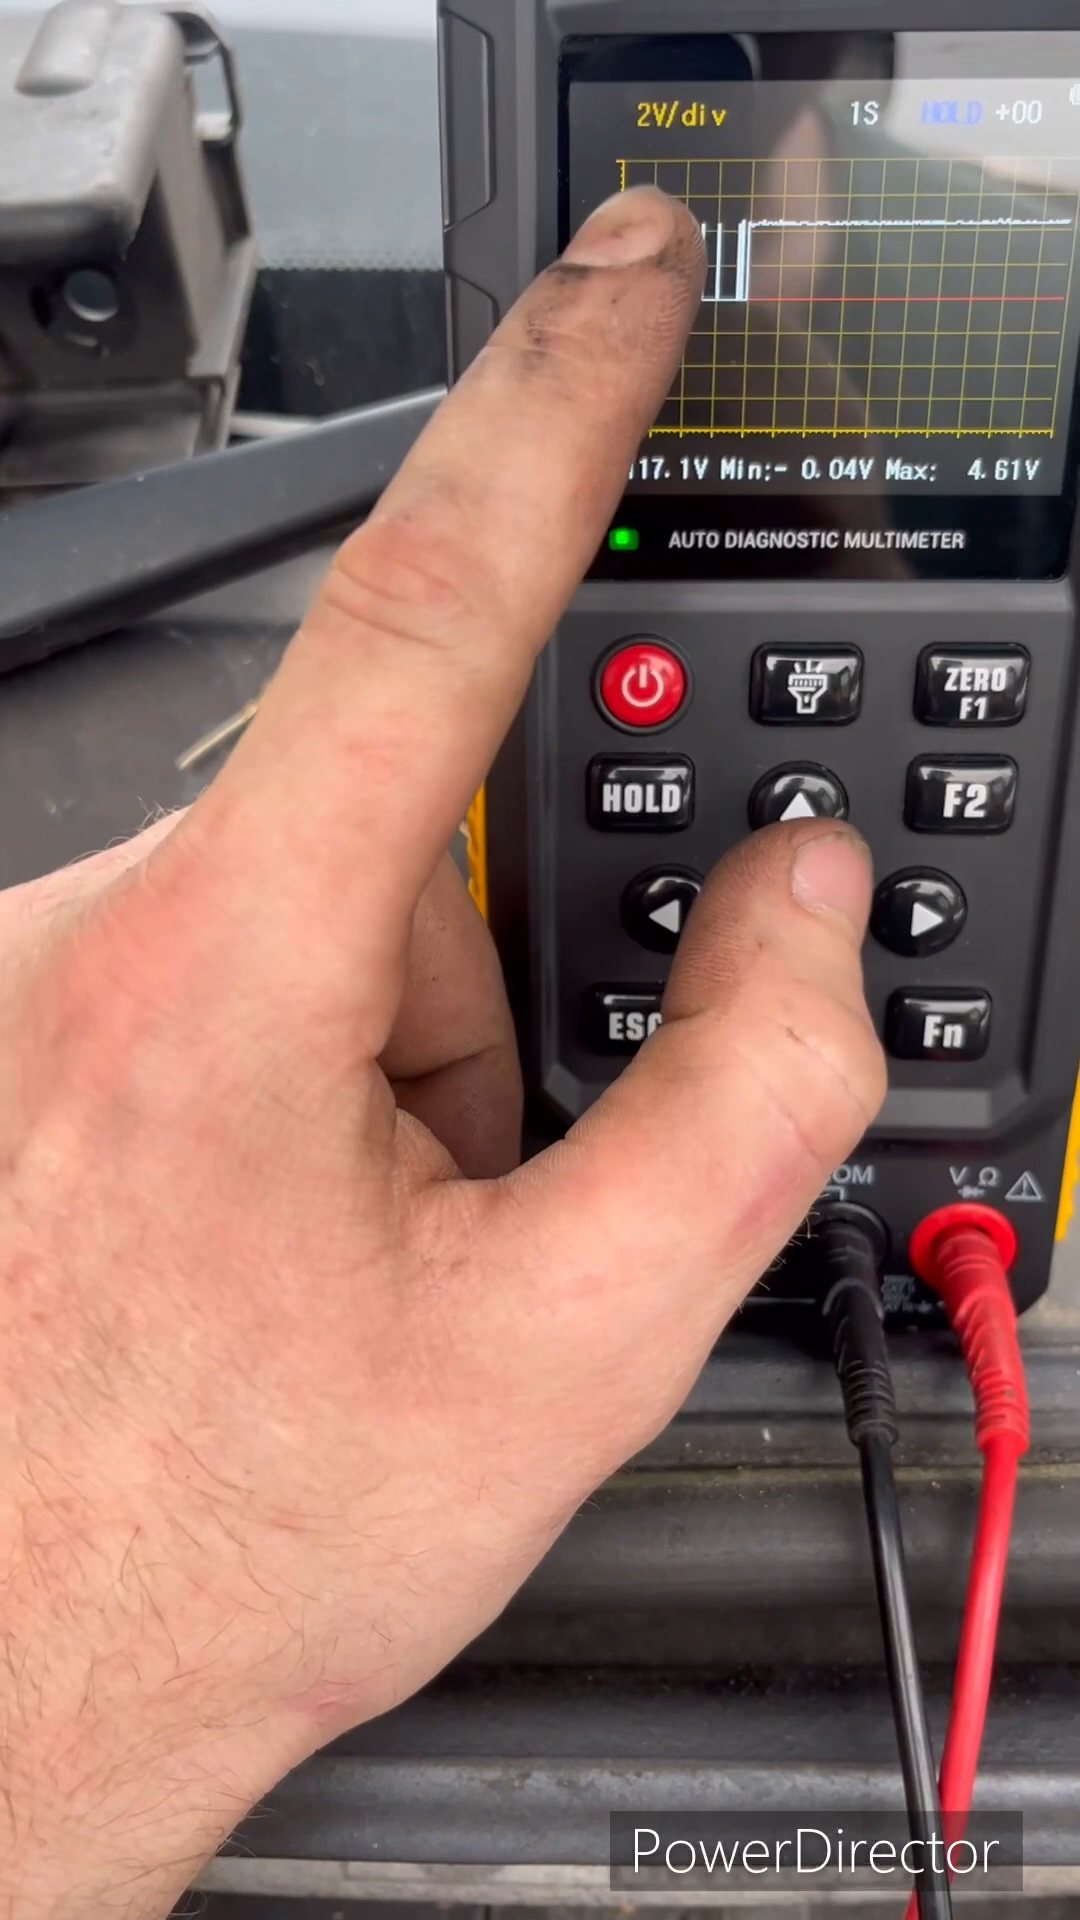 2V/div 1S HOLD +00
17.1V Min:- 0.04V Max: 4.61V
AUTO DIAGNOSTIC MULTIMETER
ZERO
F1
HOLD
F2
ESC
Fn
COM
V Ω
PowerDirector